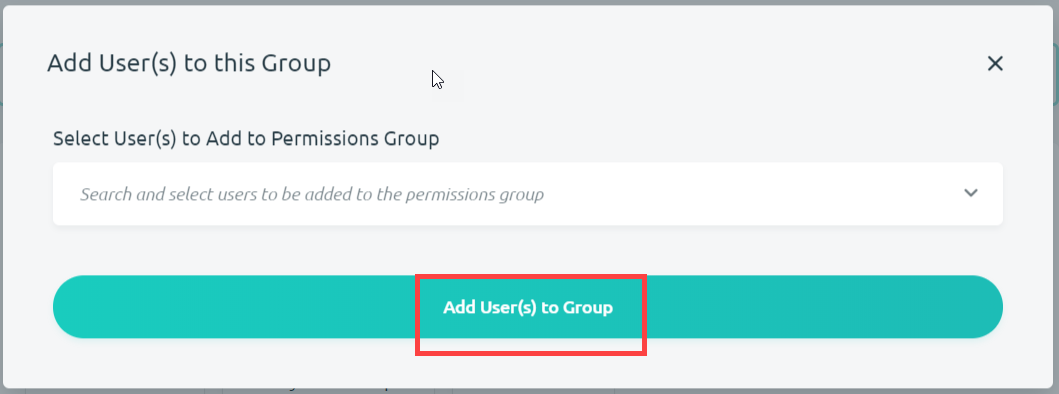 Add User(s) to this Group
Select User(s) to Add to Permissions Group
Search and select users to be added to the permissions group
Add User(s) to Group